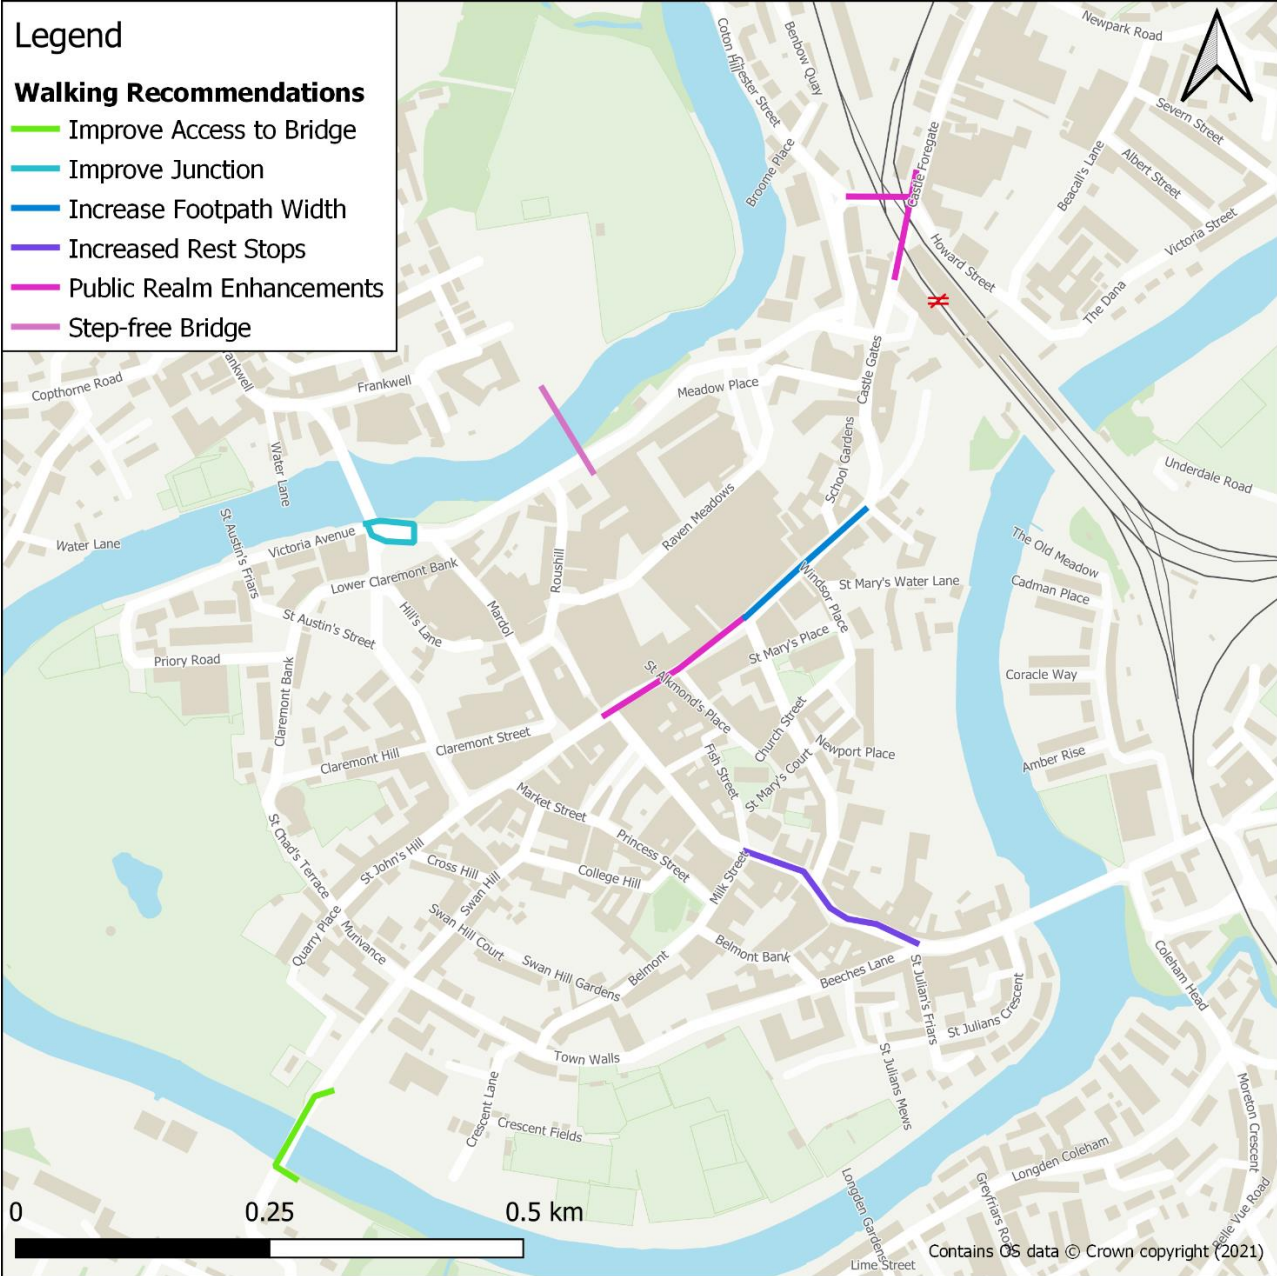 Legend
Walking Recommendations
Improve Access to Bridge
Improve Junction
Increase Footpath Width
Increased Rest Stops
Public Realm Enhancements
Step-free Bridge
Newpark Road
Coton Hill
Chester Street
Benbow Quay
Severn Street
Castle Foregate
Beacall's Lane
Albert Street
Broome Place
Victoria Street
Howard Street
The Dana
Frankwell
Copthorne Road
Frankwell
Meadow Place
Castle Gates
Water Lane
School Gardens
Underdale Road
Raven Meadows
St Austin's Friars
Victoria Avenue
Water Lane
The Old Meadow
Lower Claremont Bank
Roushill
Windsor Place
St Mary's Water Lane
Cadman Place
Hill's Lane
Mardol
St Austin's Street
St Mary's Place
Priory Road
St Alkmond's Place
Coracle Way
Claremont Bank
Church Street
Claremont Street
Claremont Hill
Fish Street
Newport Place
Amber Rise
St Mary's Court
Market Street
St Chad's Terrace
St John's Hill
Princess Street
Cross Hill
College Hill
Milk Street
Swan Hill
Quarry Place
Murivance
Swan Hill Court
Belmont Bank
Swan Hill Gardens
Belmont
Beeches Lane
St Julian's Friars
Coleham Head
St Julians Crescent
Town Walls
St Julians Mews
Crescent Lane
Crescent Fields
Moreton Crescent
Longden Coleham
Longden Gardens
Greyfriars Road
Belle Vue Road
Lime Street
0
0.25
0.5 km
Contains OS data © Crown copyright (2021)